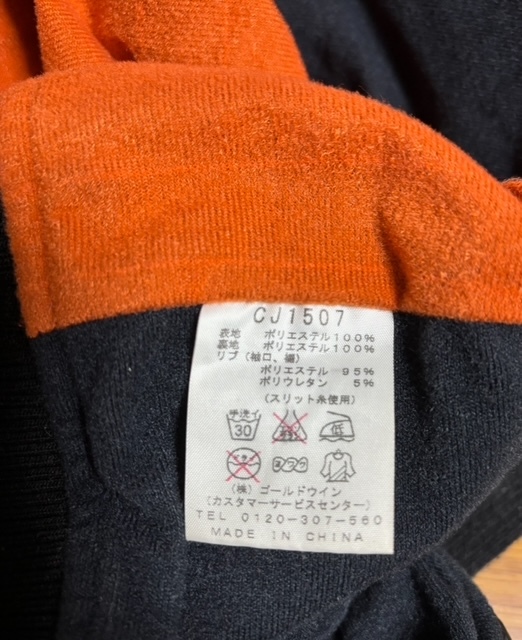 CJ1507
表地 ポリエステル100%
裏地 ポリエステル100%
リブ(袖口、裾)
ポリエステル 95%
ポリウレタン 5%
(スリット糸使用)
手洗イ
30
低
(株)ゴールドウイン
(カスタマーサービスセンター)
TEL 0120-307-560
MADE IN CHINA